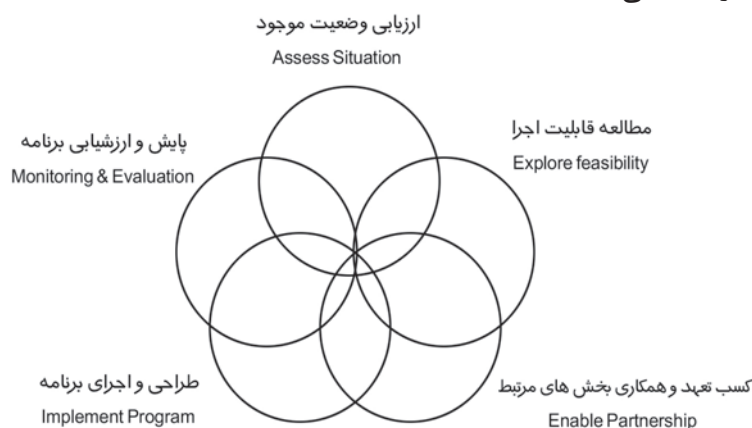 ارزیابی وضعیت موجود
Assess Situation
مطالعه قابلیت اجرا
Explore feasibility
پایش و ارزشیابی برنامه
Monitoring & Evaluation
کسب تعهد و همکاری بخش های مرتبط
Enable Partnership
طراحی و اجرای برنامه
Implement Program